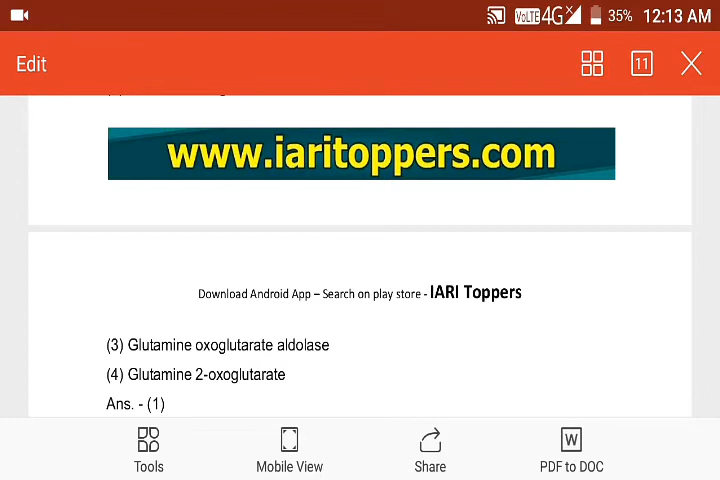 VoLTE 4G X 35% 12:13 AM
Edit
11
www.iaritoppers.com
Download Android App – Search on play store - IARI Toppers
(3) Glutamine oxoglutarate aldolase
(4) Glutamine 2-oxoglutarate
Ans. - (1)
W
Tools
Mobile View
Share
PDF to DOC